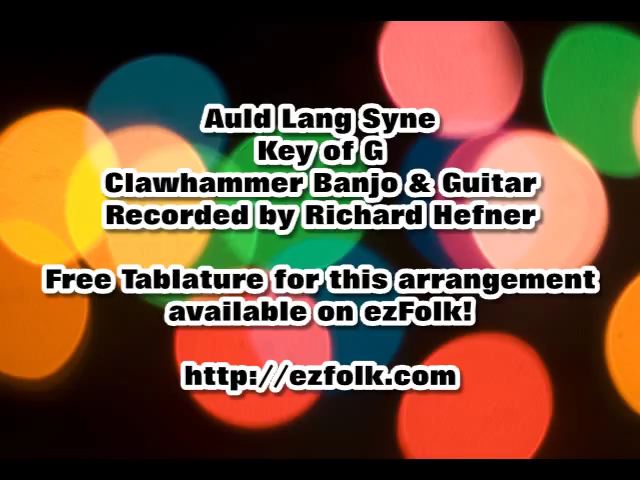 Auld Lang Syne
Key of G
Clawhammer Banjo & Guitar
Recorded by Richard Hefner
Free Tablature for this arrangement
available on ezFolk!
http://ezfolk.com